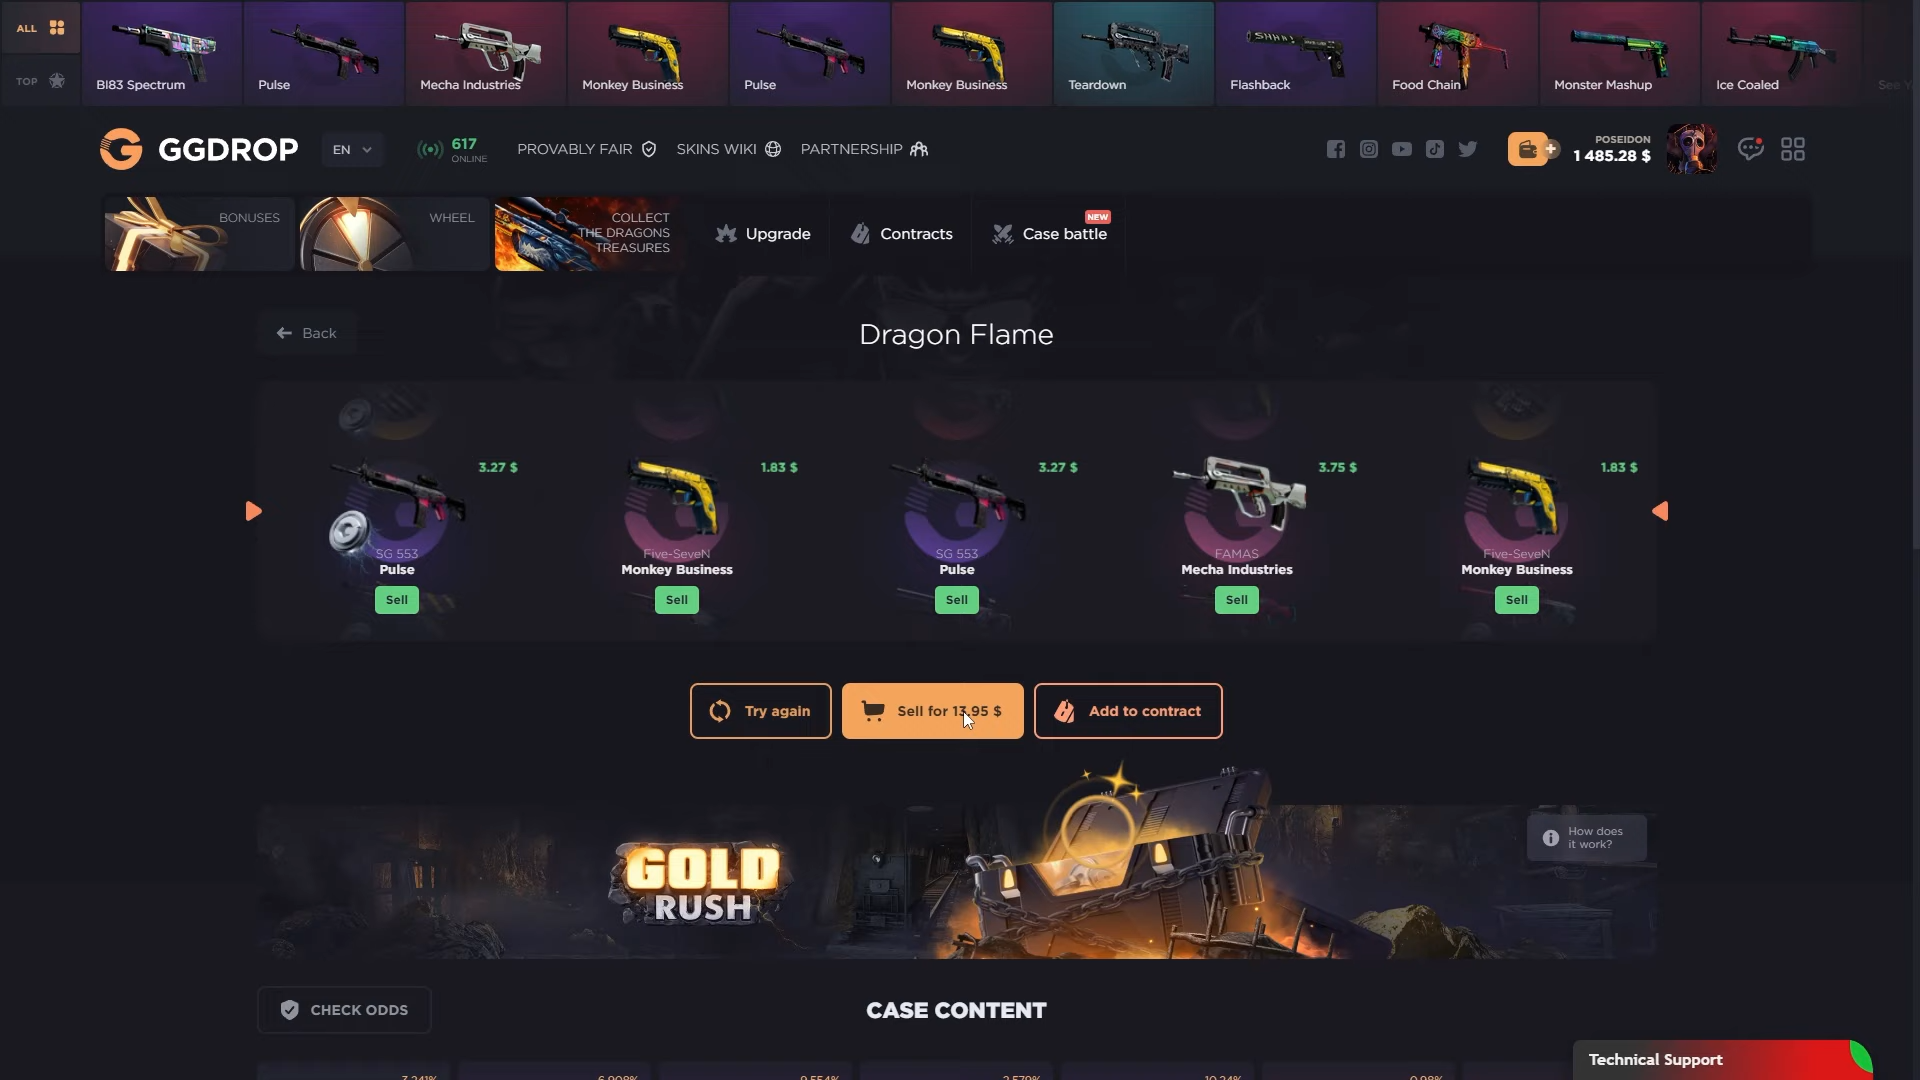 ALL
TOP
BI83 Spectrum
Pulse
Mecha Industries
Monkey Business
Pulse
Monkey Business
Teardown
Flashback
Food Chain
Monster Mashup
Ice Coaled
GGDROP
EN
617
ONLINE
PROVABLY FAIR
SKINS WIKI
PARTNERSHIP
POSEIDON
1 485.28 $
BONUSES
WHEEL
COLLECT
THE DRAGONS
TREASURES
Upgrade
Contracts
NEW
Case battle
Back
Dragon Flame
3.27 $
1.83 $
3.27 $
3.75 $
1.83 $
SG 553
Pulse
Sell
Five-SeveN
Monkey Business
Sell
SG 553
Pulse
Sell
FAMAS
Mecha Industries
Sell
Five-SeveN
Monkey Business
Sell
Try again
Sell for 13.95 $
Add to contract
GOLD
RUSH
How does
it work?
CHECK ODDS
CASE CONTENT
Technical Support